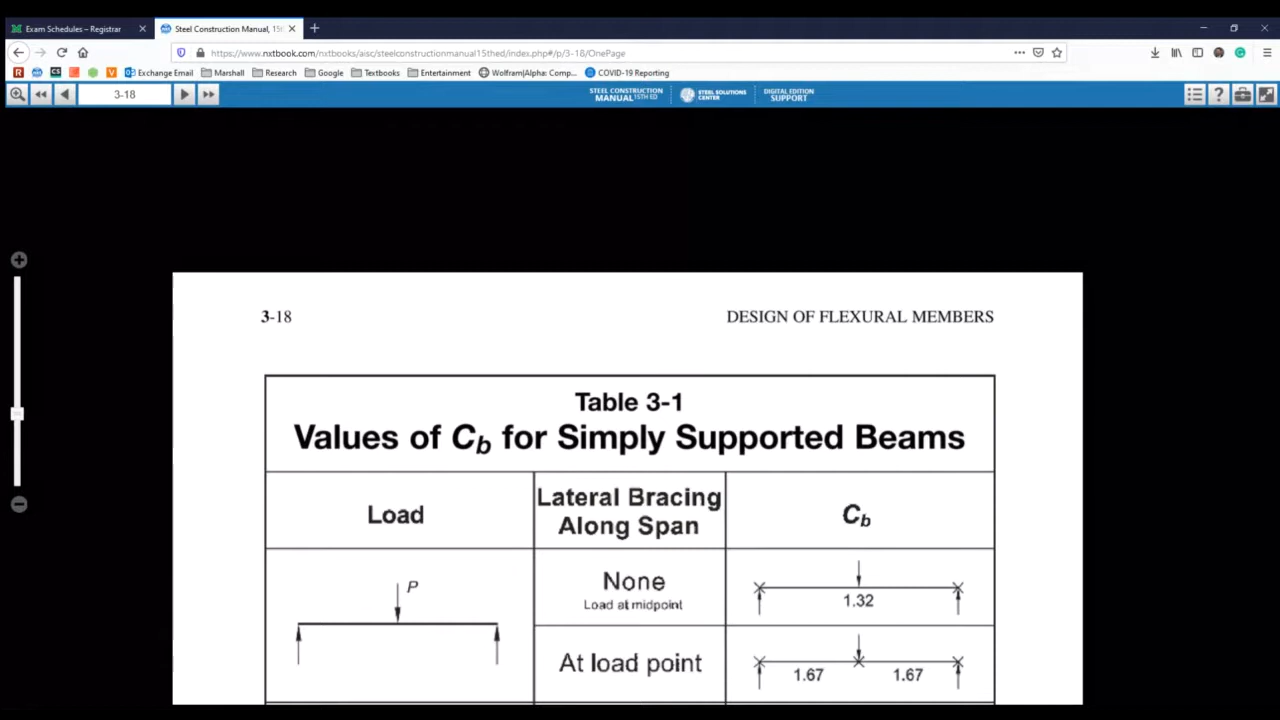 Exam Schedules – Registrar
Steel Construction Manual, 15t
https://www.nxtbook.com/nxtbooks/aisc/steelconstructionmanual15thed/index.php#/p/3-18/OnePage
Exchange Email
Marshall
Research
Google
Textbooks
Entertainment
Wolfram|Alpha: Comp...
COVID-19 Reporting
3-18
STEEL CONSTRUCTION
MANUAL 15TH ED
STEEL SOLUTIONS
CENTER
DIGITAL EDITION
SUPPORT
3-18
DESIGN OF FLEXURAL MEMBERS
Table 3-1
Values of Cb for Simply Supported Beams
Load
Lateral Bracing
Along Span
Cb
P
None
Load at midpoint
1.32
At load point
1.67 1.67